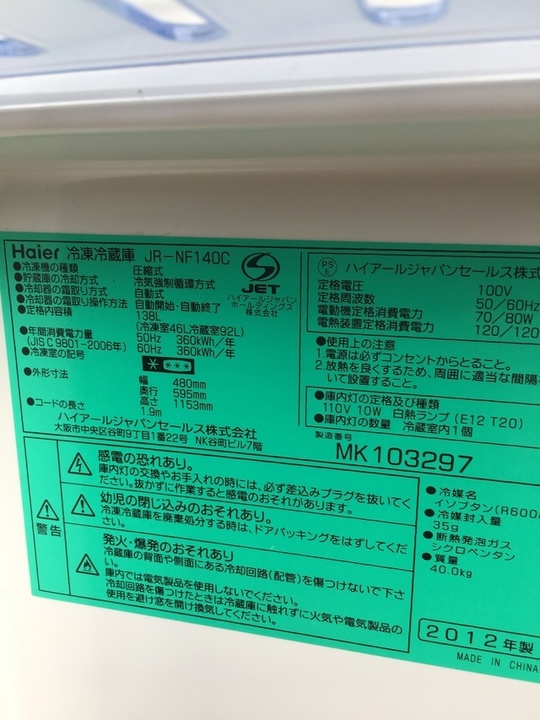 Haier 冷凍冷蔵庫 JR-NF140C
●冷凍機の種類 圧縮式
●貯蔵庫の冷却方式 冷気強制循環方式
●冷却器の霜取り方式 自動式
●冷却器の霜取り操作方法 自動開始・自動終了
●定格内容積 138L
(冷凍室46L冷蔵室92L)
●年間消費電力量 50Hz 360kWh/年
(JIS C 9801-2006年) 60Hz 360kWh/年
●冷凍室の記号
●外形寸法 幅 480mm
奥行 595mm
高さ 1153mm
●コードの長さ 1.9m
ハイアールジャパンセールス株式会社
大阪市中央区谷町9丁目1番22号 NK谷町ビル7階
S
JET
ハイアールジャパン
ホールディングス
株式会社
PS
E
ハイアールジャパンセールス株式
定格電圧 100V
定格周波数 50/60Hz
電動機定格消費電力 70/80W
電熱装置定格消費電力 120/120
●使用上の注意
1.電源は必ずコンセントからとること。
2.放熱を良くするため、周囲に適当な間隔を
いて設置すること。
●庫内灯の定格及び種類
110V 10W 白熱ランプ (E12 T20)
●庫内灯の数量 冷蔵室内1個
製造番号
MK103297
警告
感電の恐れあり。
庫内灯の交換やお手入れの時には、必ず差込みプラグを抜いてく
ださい。抜かずに作業すると感電のおそれがあります。
幼児の閉じ込めのおそれあり。
冷凍冷蔵庫を廃棄処分する時は、ドアパッキングをはずしてくだ
さい。
発火・爆発のおそれあり
冷蔵庫の背面や側面にある冷却回路(配管)を傷つけないで下さ
庫内では電気製品を使用しないでください。
冷却回路を傷つけたときは冷蔵庫に触れずに火気や電気製品の
使用を避け窓を開け換気してください。
●冷媒名
イソブタン(R600
●冷媒封入量
35g
●断熱発泡ガス
シクロペンタン
●質量
40.0kg
2012年製
MADE IN CHINA